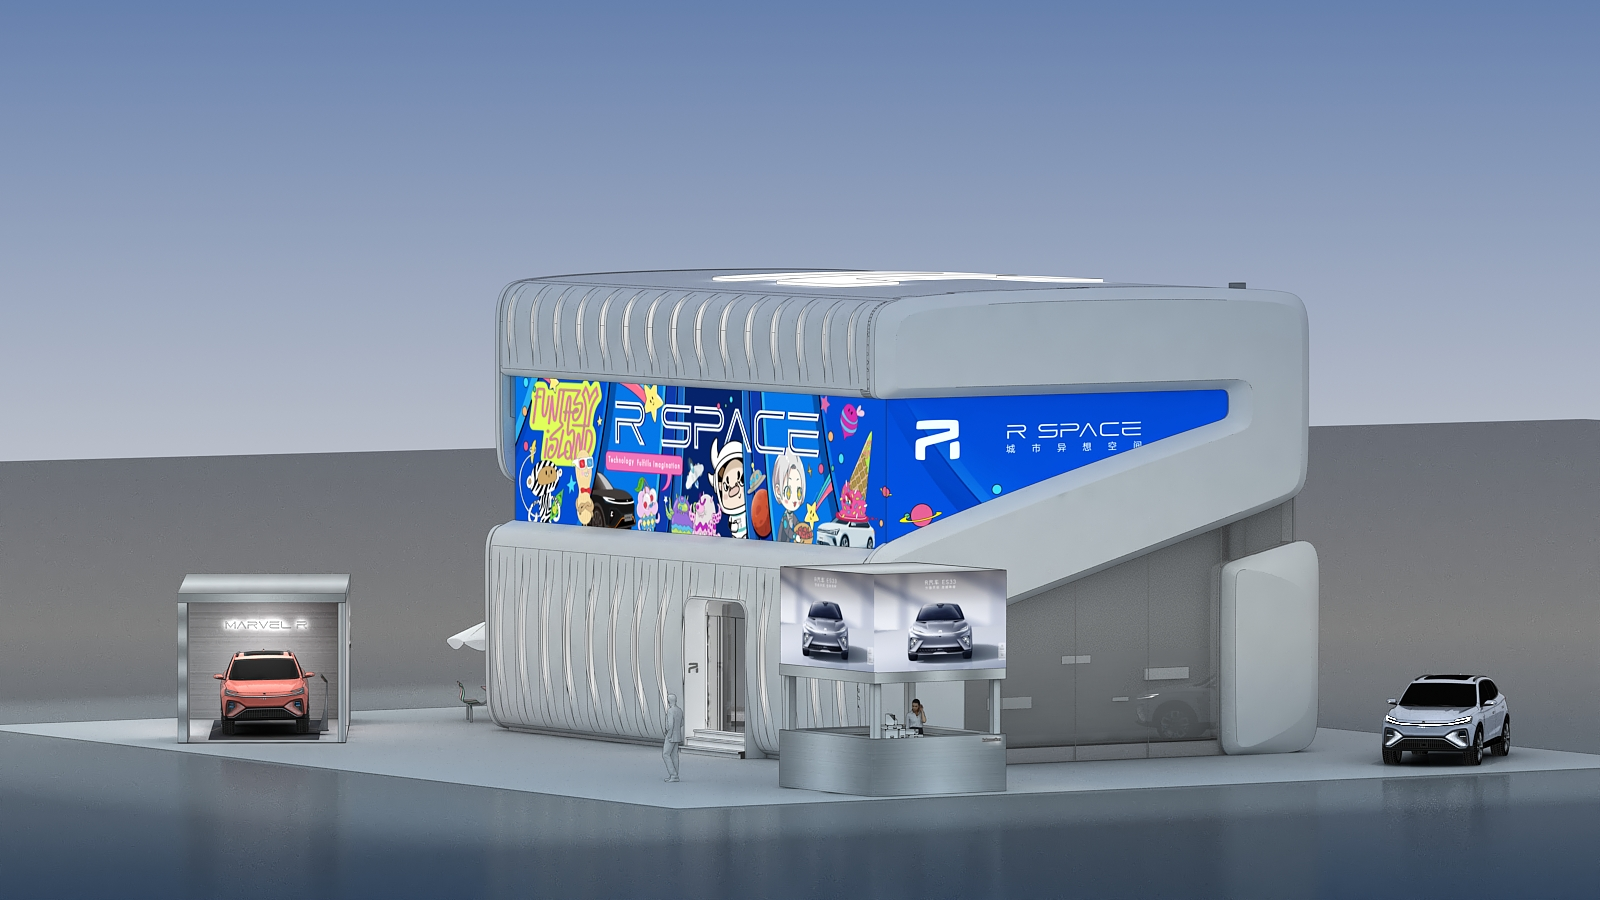 FUNTASY
iSLAND
R SPACE
Technology fulfills imagination
R SPACE
城市异想空间
MARVEL R